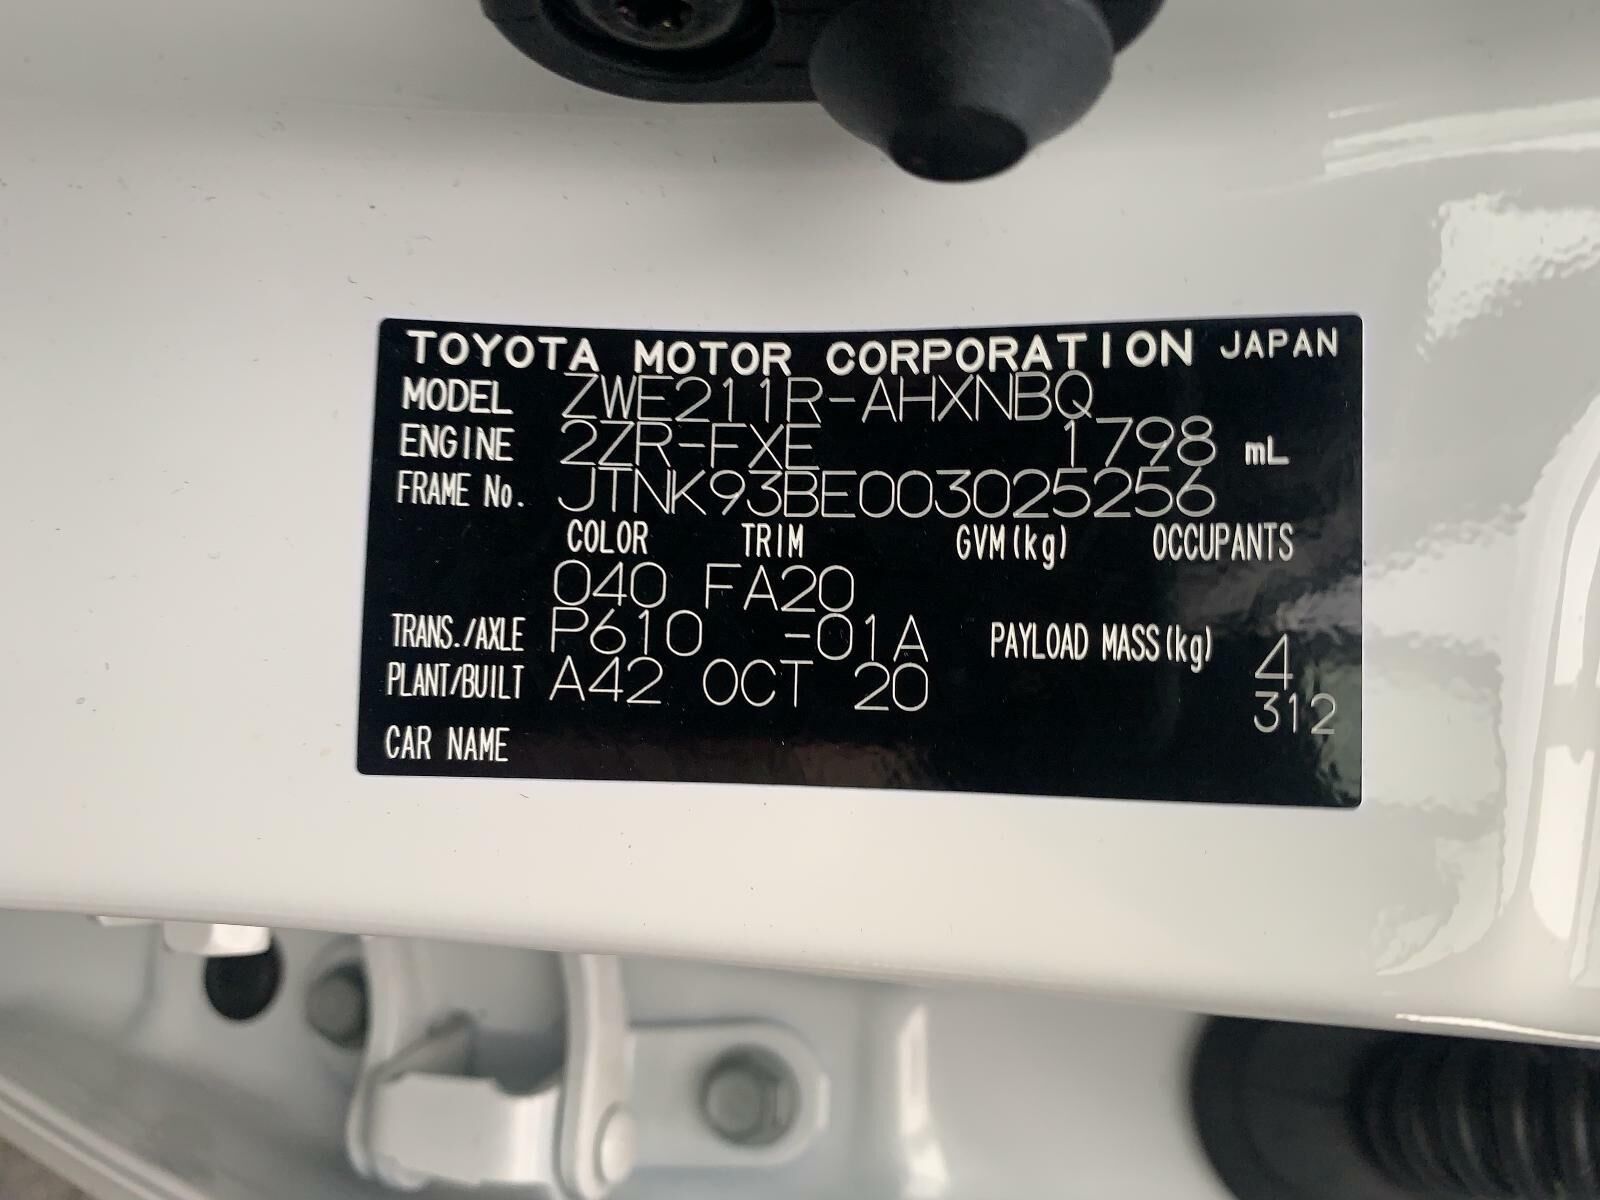 TOYOTA MOTOR CORPORATION JAPAN
MODEL ZWE211R-AHXNBQ
ENGINE 2ZR-FXE 1798 mL
FRAME No. JTNK93BE003025256
COLOR TRIM GVM(kg) OCCUPANTS
040 FA20
TRANS./AXLE P610 -01A PAYLOAD MASS(kg) 4
PLANT/BUILT A42 OCT 20 312
CAR NAME